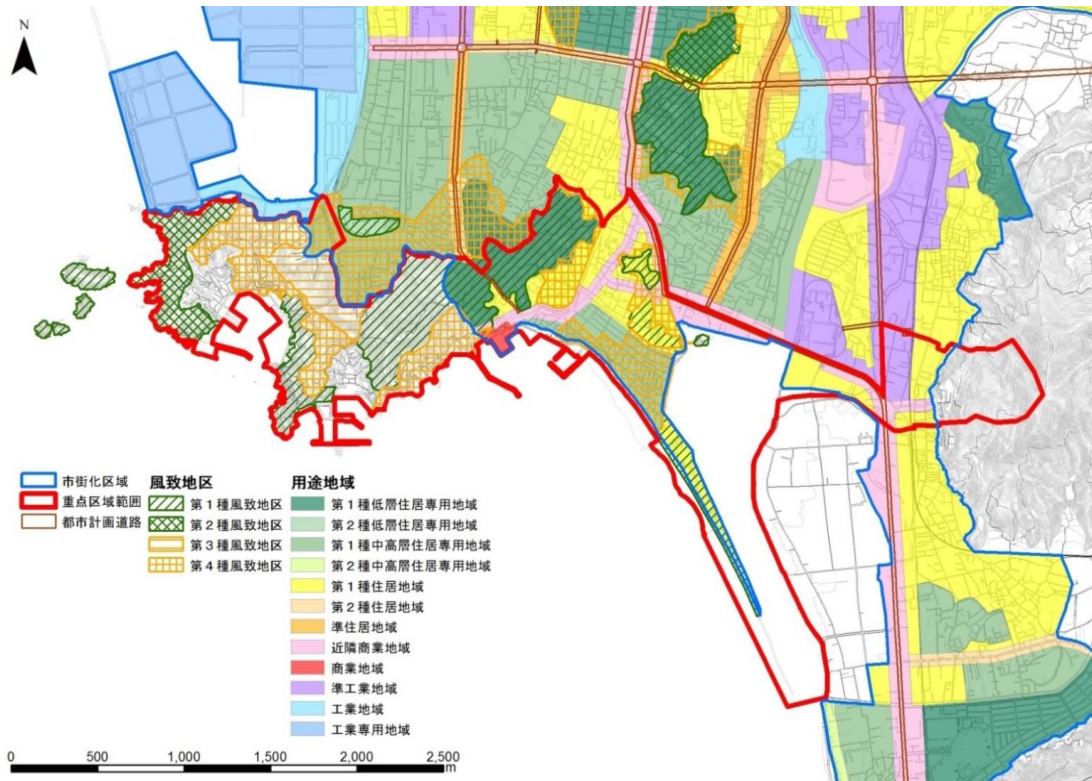 N
市街化区域
重点区域範囲
都市計画道路
風致地区
第1種風致地区
第2種風致地区
第3種風致地区
第4種風致地区
用途地域
第1種低層住居専用地域
第2種低層住居専用地域
第1種中高層住居専用地域
第2種中高層住居専用地域
第1種住居地域
第2種住居地域
準住居地域
近隣商業地域
商業地域
準工業地域
工業地域
工業専用地域
0 500 1,000 1,500 2,000 2,500
m